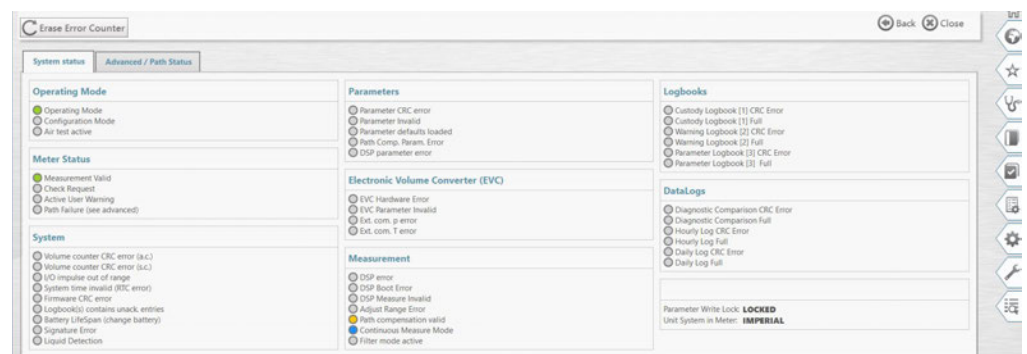 Erase Error Counter
Back Close
System status Advanced / Path Status
Operating Mode
Operating Mode
Configuration Mode
Air test active
Meter Status
Measurement Valid
Check Request
Active User Warning
Path Failure (see advanced)
System
Volume counter CRC error (a.c.)
Volume counter CRC error (s.c.)
I/O impulse out of range
System time invalid (RTC error)
Firmware CRC error
Logbook(s) contains unack. entries
Battery LifeSpan (change battery)
Signature Error
Liquid Detection
Parameters
Parameter CRC error
Parameter Invalid
Parameter defaults loaded
Path Comp. Param. Error
DSP parameter error
Electronic Volume Converter (EVC)
EVC Hardware Error
EVC Parameter Invalid
Ext. com. p error
Ext. com. T error
Measurement
DSP error
DSP Boot Error
DSP Measure Invalid
Adjust Range Error
Path compensation valid
Continuous Measure Mode
Filter mode active
Logbooks
Custody Logbook [1] CRC Error
Custody Logbook [1] Full
Warning Logbook [2] CRC Error
Warning Logbook [2] Full
Parameter Logbook [3] CRC Error
Parameter Logbook [3] Full
DataLogs
Diagnostic Comparison CRC Error
Diagnostic Comparison Full
Hourly Log CRC Error
Hourly Log Full
Daily Log CRC Error
Daily Log Full
Parameter Write Lock: LOCKED
Unit System in Meter: IMPERIAL